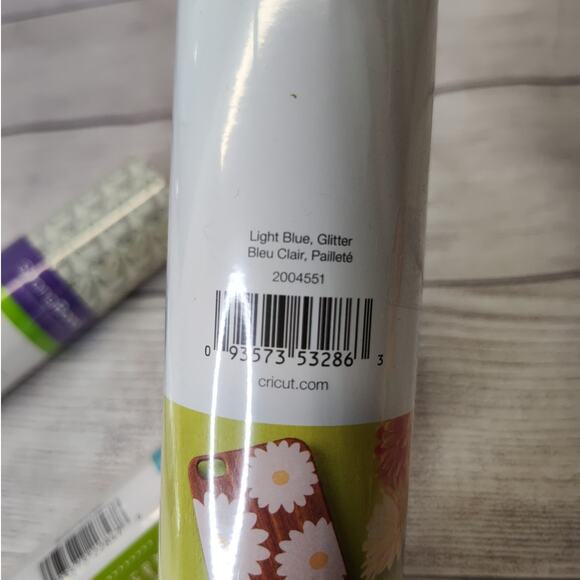 Light Blue, Glitter
Bleu Clair, Pailleté
2004551
0 93573 53286 3
cricut.com